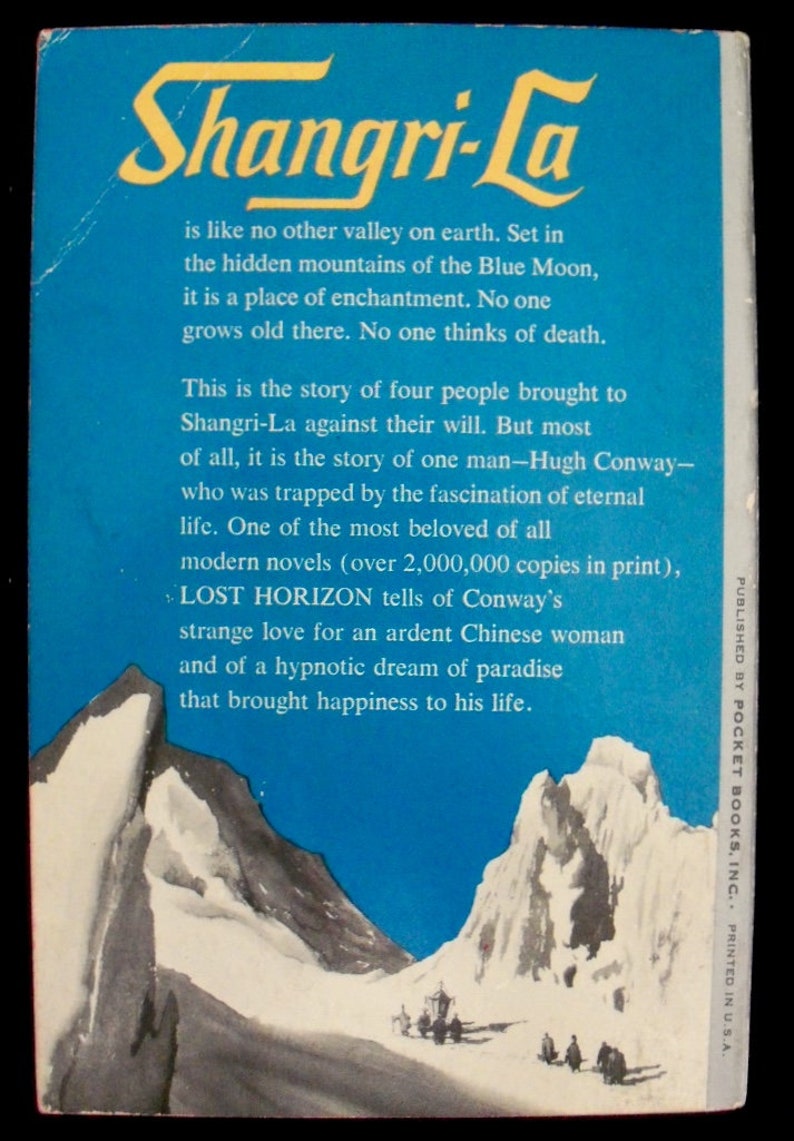 Shangri-La
is like no other valley on earth. Set in
the hidden mountains of the Blue Moon,
it is a place of enchantment. No one
grows old there. No one thinks of death.
This is the story of four people brought to
Shangri-La against their will. But most
of all, it is the story of one man—Hugh Conway—
who was trapped by the fascination of eternal
life. One of the most beloved of all
modern novels (over 2,000,000 copies in print),
LOST HORIZON tells of Conway's
strange love for an ardent Chinese woman
and of a hypnotic dream of paradise
that brought happiness to his life.
PUBLISHED BY POCKET BOOKS, INC. · PRINTED IN U.S.A.